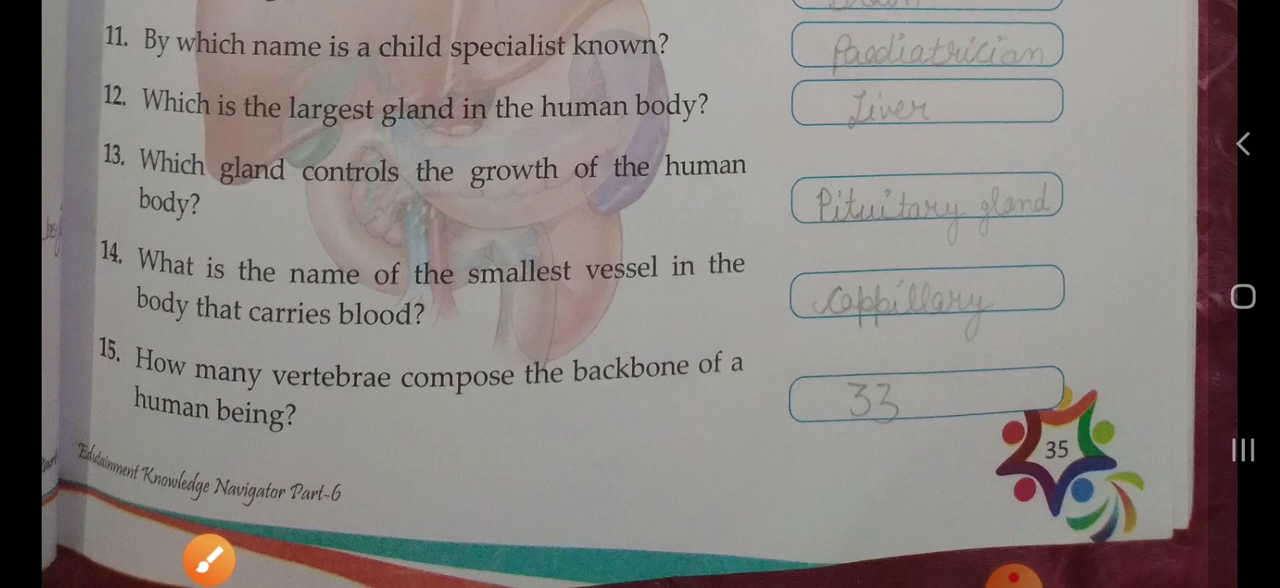 11. By which name is a child specialist known?
Paediatrician
12. Which is the largest gland in the human body?
Liver
13. Which gland controls the growth of the human
body?
Pituitary gland
14. What is the name of the smallest vessel in the
body that carries blood?
Cappillary
15. How many vertebrae compose the backbone of a
human being?
33
35
Edutainment Knowledge Navigator Part-6